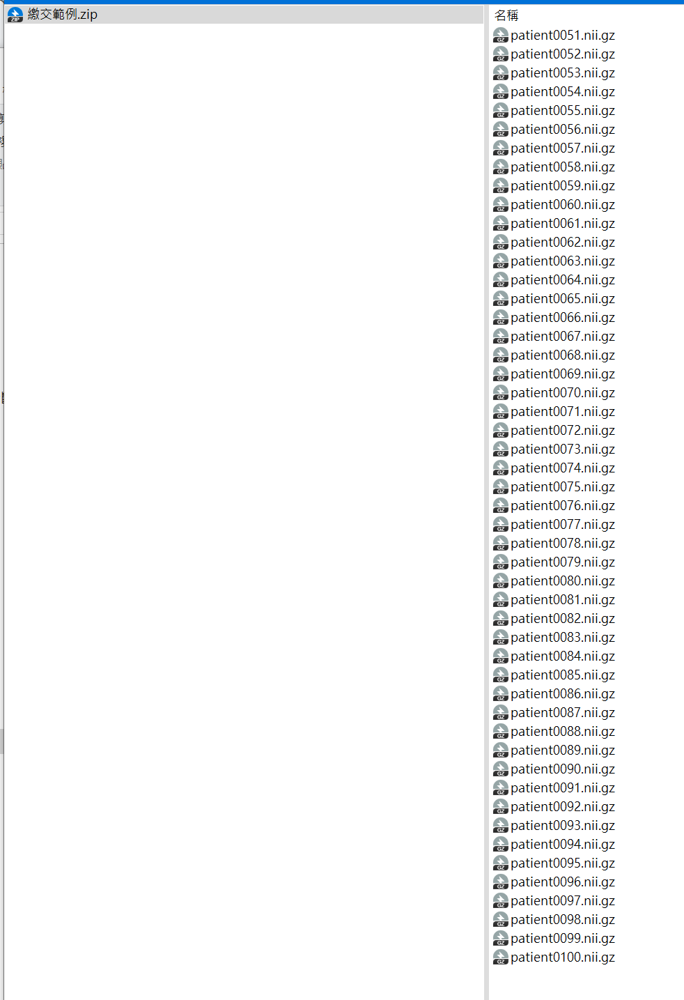 繳交範例.zip
名稱
patient0051.nii.gz
patient0052.nii.gz
patient0053.nii.gz
patient0054.nii.gz
patient0055.nii.gz
patient0056.nii.gz
patient0057.nii.gz
patient0058.nii.gz
patient0059.nii.gz
patient0060.nii.gz
patient0061.nii.gz
patient0062.nii.gz
patient0063.nii.gz
patient0064.nii.gz
patient0065.nii.gz
patient0066.nii.gz
patient0067.nii.gz
patient0068.nii.gz
patient0069.nii.gz
patient0070.nii.gz
patient0071.nii.gz
patient0072.nii.gz
patient0073.nii.gz
patient0074.nii.gz
patient0075.nii.gz
patient0076.nii.gz
patient0077.nii.gz
patient0078.nii.gz
patient0079.nii.gz
patient0080.nii.gz
patient0081.nii.gz
patient0082.nii.gz
patient0083.nii.gz
patient0084.nii.gz
patient0085.nii.gz
patient0086.nii.gz
patient0087.nii.gz
patient0088.nii.gz
patient0089.nii.gz
patient0090.nii.gz
patient0091.nii.gz
patient0092.nii.gz
patient0093.nii.gz
patient0094.nii.gz
patient0095.nii.gz
patient0096.nii.gz
patient0097.nii.gz
patient0098.nii.gz
patient0099.nii.gz
patient0100.nii.gz